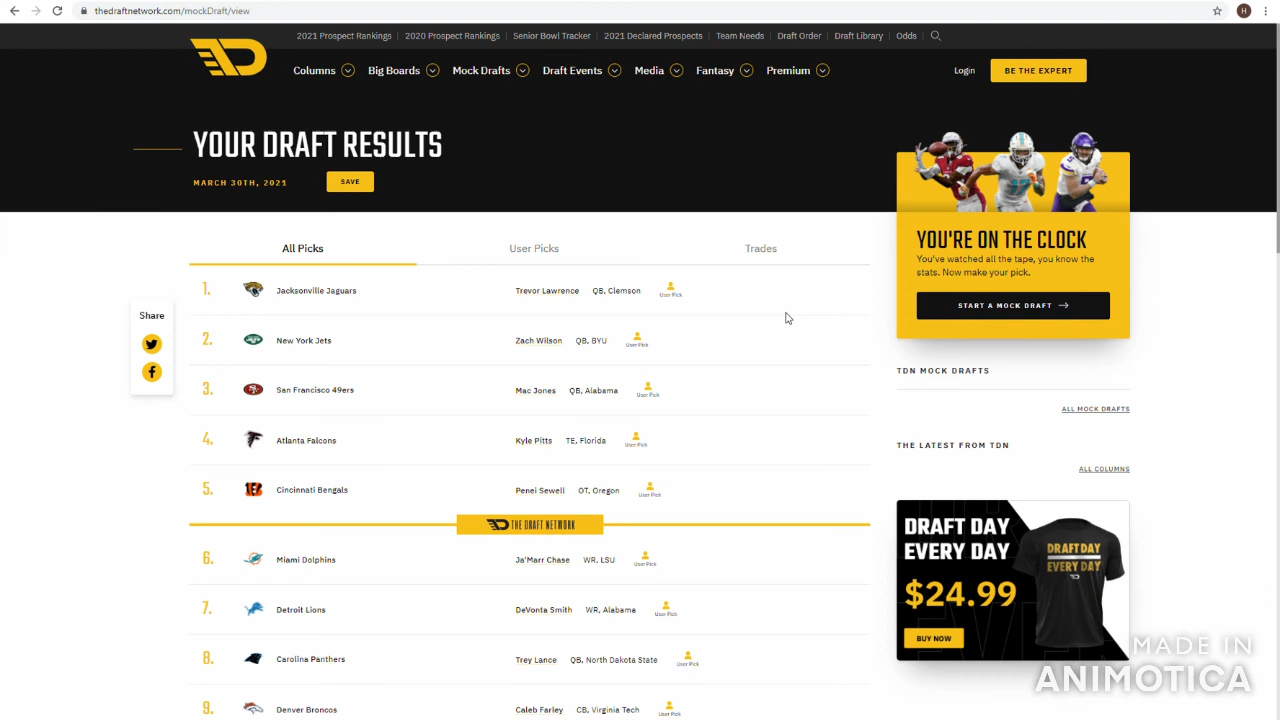 thedraftnetwork.com/mockDraft/view
H
2021 Prospect Rankings 2020 Prospect Rankings Senior Bowl Tracker 2021 Declared Prospects Team Needs Draft Order Draft Library Odds
Columns Big Boards Mock Drafts Draft Events Media Fantasy Premium Login BE THE EXPERT
YOUR DRAFT RESULTS
MARCH 30TH, 2021 SAVE
All Picks User Picks Trades
1. Jacksonville Jaguars Trevor Lawrence QB, Clemson User Pick
2. New York Jets Zach Wilson QB, BYU User Pick
3. San Francisco 49ers Mac Jones QB, Alabama User Pick
4. Atlanta Falcons Kyle Pitts TE, Florida User Pick
5. Cincinnati Bengals Penei Sewell OT, Oregon User Pick
THE DRAFT NETWORK
6. Miami Dolphins Ja'Marr Chase WR, LSU User Pick
7. Detroit Lions DeVonta Smith WR, Alabama User Pick
8. Carolina Panthers Trey Lance QB, North Dakota State User Pick
9. Denver Broncos Caleb Farley CB, Virginia Tech User Pick
Share
YOU'RE ON THE CLOCK
You've watched all the tape, you know the
stats. Now make your pick.
START A MOCK DRAFT
TDN MOCK DRAFTS
ALL MOCK DRAFTS
THE LATEST FROM TDN
ALL COLUMNS
DRAFT DAY
EVERY DAY
$24.99
BUY NOW
DRAFT DAY
EVERY DAY
MADE IN
ANIMOTICA